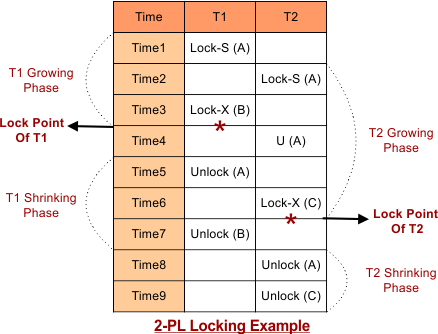 Time T1 T2
Time1 Lock-S (A)
Time2 Lock-S (A)
Time3 Lock-X (B)
*
Time4 U (A)
Time5 Unlock (A)
Time6 Lock-X (C)
*
Time7 Unlock (B)
Time8 Unlock (A)
Time9 Unlock (C)
T1 Growing
Phase
Lock Point
Of T1
T1 Shrinking
Phase
T2 Growing
Phase
Lock Point
Of T2
T2 Shrinking
Phase
2-PL Locking Example